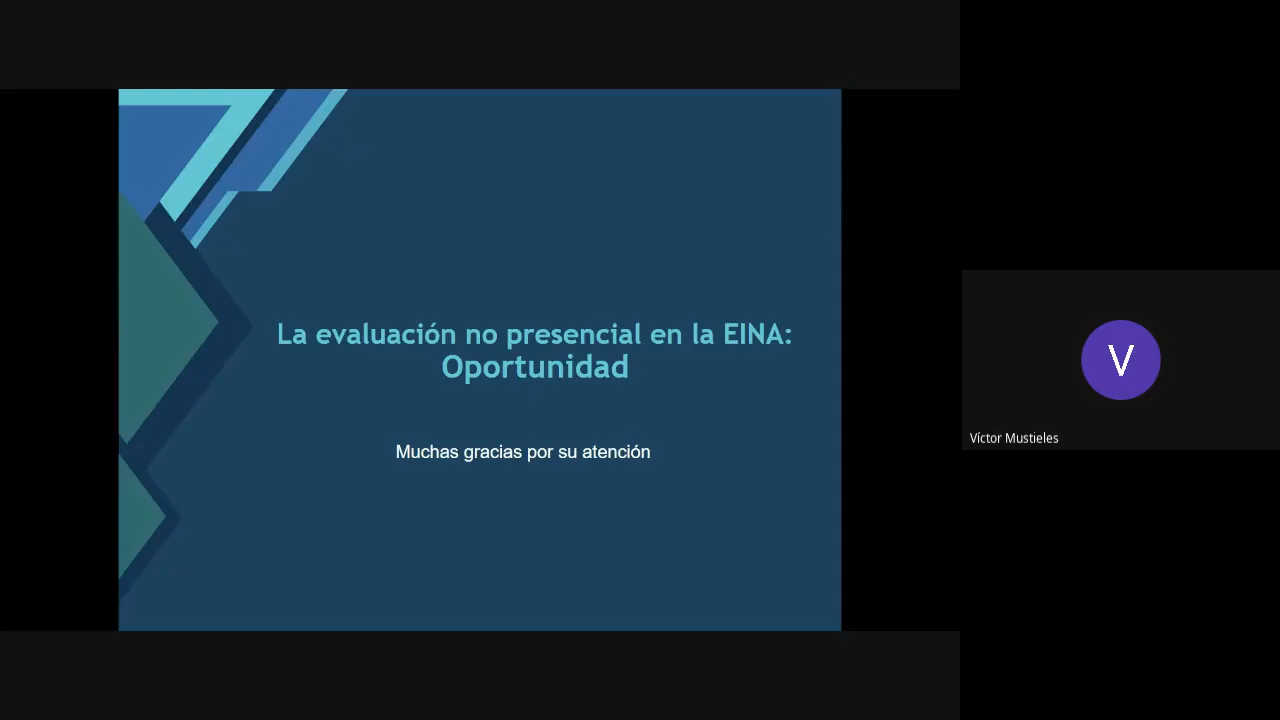 La evaluación no presencial en la EINA:
Oportunidad
Muchas gracias por su atención
V
Víctor Mustieles